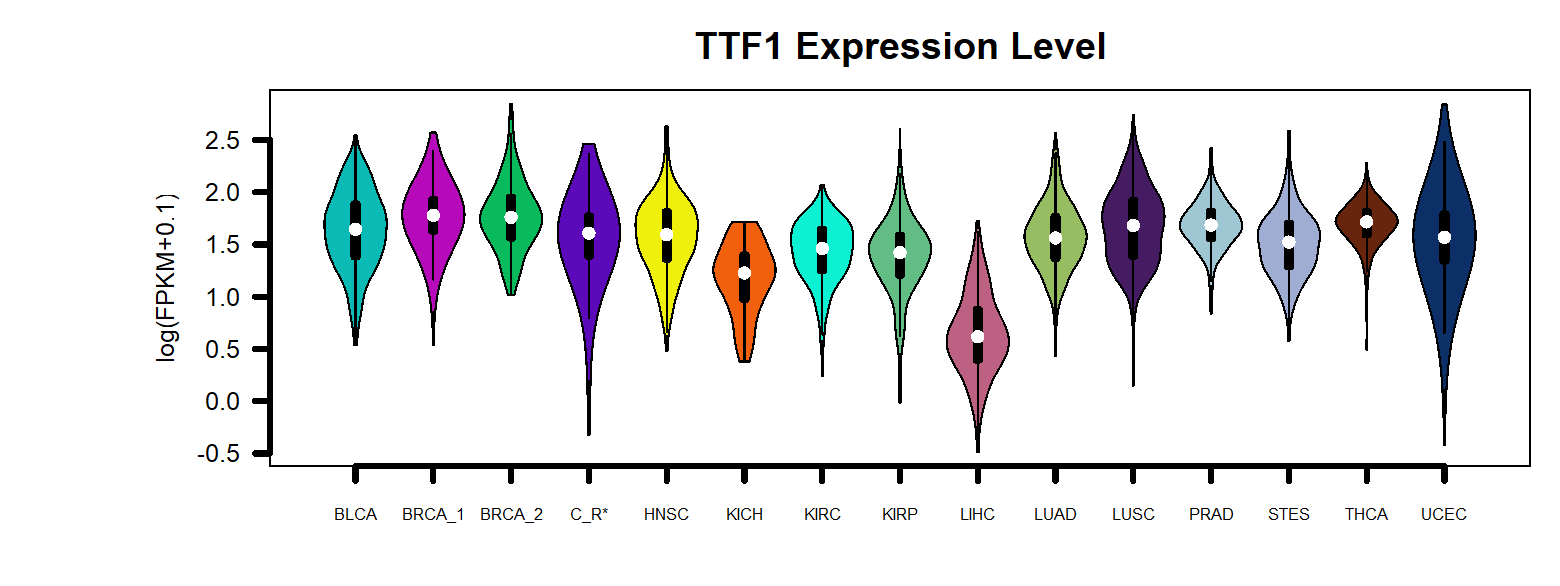 TTF1 Expression Level
log(FPKM+0.1)
2.5
2.0
1.5
1.0
0.5
0.0
-0.5
BLCA BRCA_1 BRCA_2 C_R* HNSC KICH KIRC KIRP LIHC LUAD LUSC PRAD STES THCA UCEC